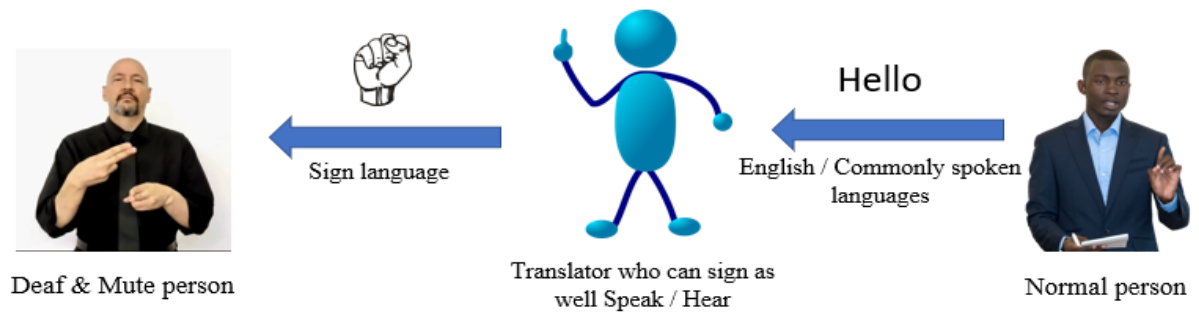 Hello
Sign language
English / Commonly spoken
languages
Deaf & Mute person
Translator who can sign as
well Speak / Hear
Normal person